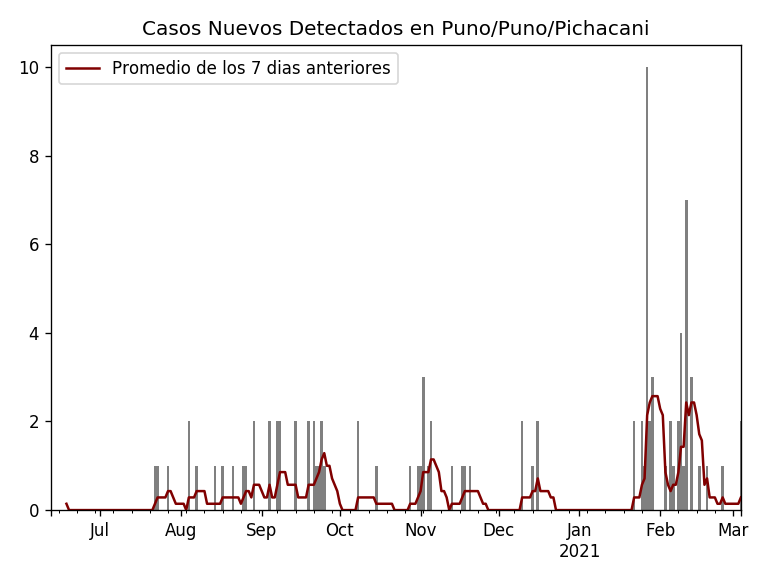 Casos Nuevos Detectados en Puno/Puno/Pichacani
Promedio de los 7 dias anteriores
10
8
6
4
2
0
Jul Aug Sep Oct Nov Dec Jan Feb Mar
2021